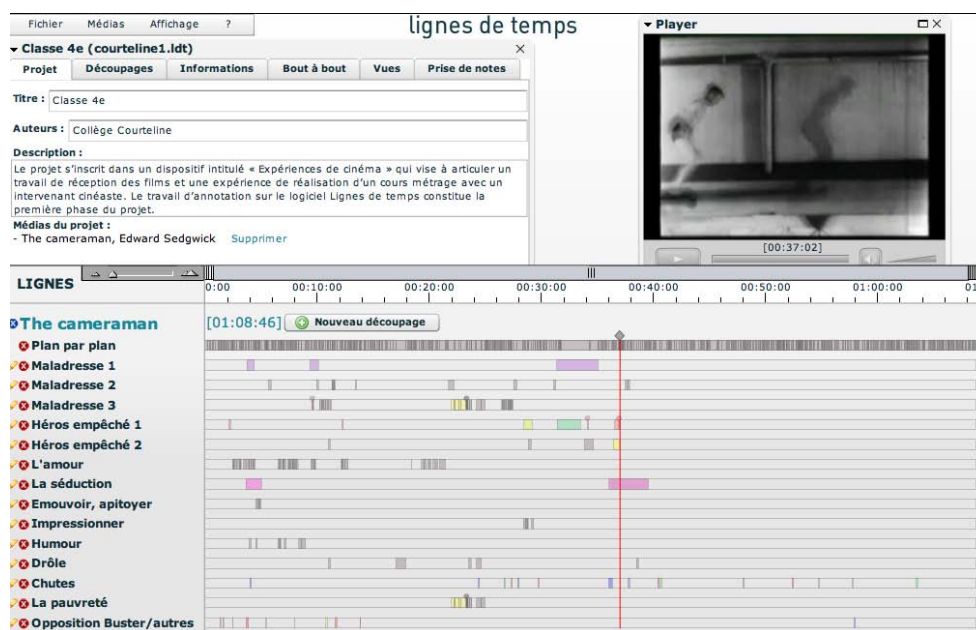 Fichier Médias Affichage ?
lignes de temps
Player
Classe 4e (courteline1.ldt)
Projet Découpages Informations Bout à bout Vues Prise de notes
Titre : Classe 4e
Auteurs : Collège Courteline
Description :
Le projet s'inscrit dans un dispositif intitulé « Expériences de cinéma » qui vise à articuler un
travail de réception des films et une expérience de réalisation d'un cours métrage avec un
intervenant cinéaste. Le travail d'annotation sur le logiciel Lignes de temps constitue la
première phase du projet.
Médias du projet :
- The cameraman, Edward Sedgwick Supprimer
[00:37:02]
LIGNES
0:00 00:10:00 00:20:00 00:30:00 00:40:00 00:50:00 01:00:00 01
The cameraman [01:08:46] Nouveau découpage
Plan par plan
Maladresse 1
Maladresse 2
Maladresse 3
Héros empêché 1
Héros empêché 2
L'amour
La séduction
Emouvoir, apitoyer
Impressionner
Humour
Drôle
Chutes
La pauvreté
Opposition Buster/autres